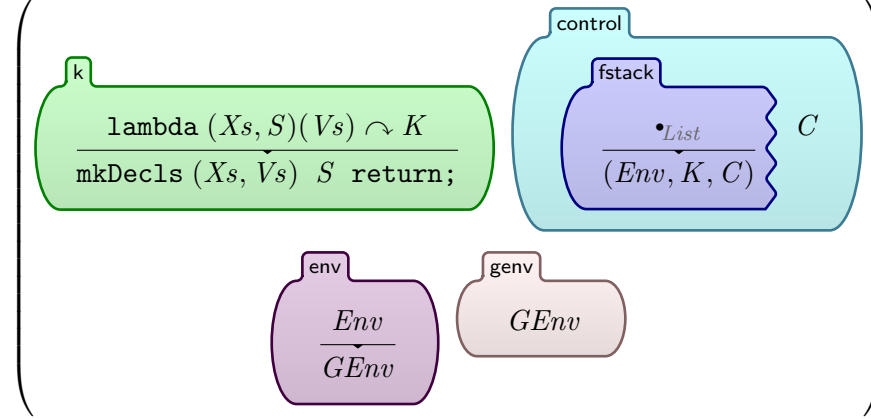 k
lambda (Xs, S)(Vs) ↷ K
mkDecls (Xs, Vs) S return;
control
fstack
•List
(Env, K, C)
C
env
Env
GEnv
genv
GEnv